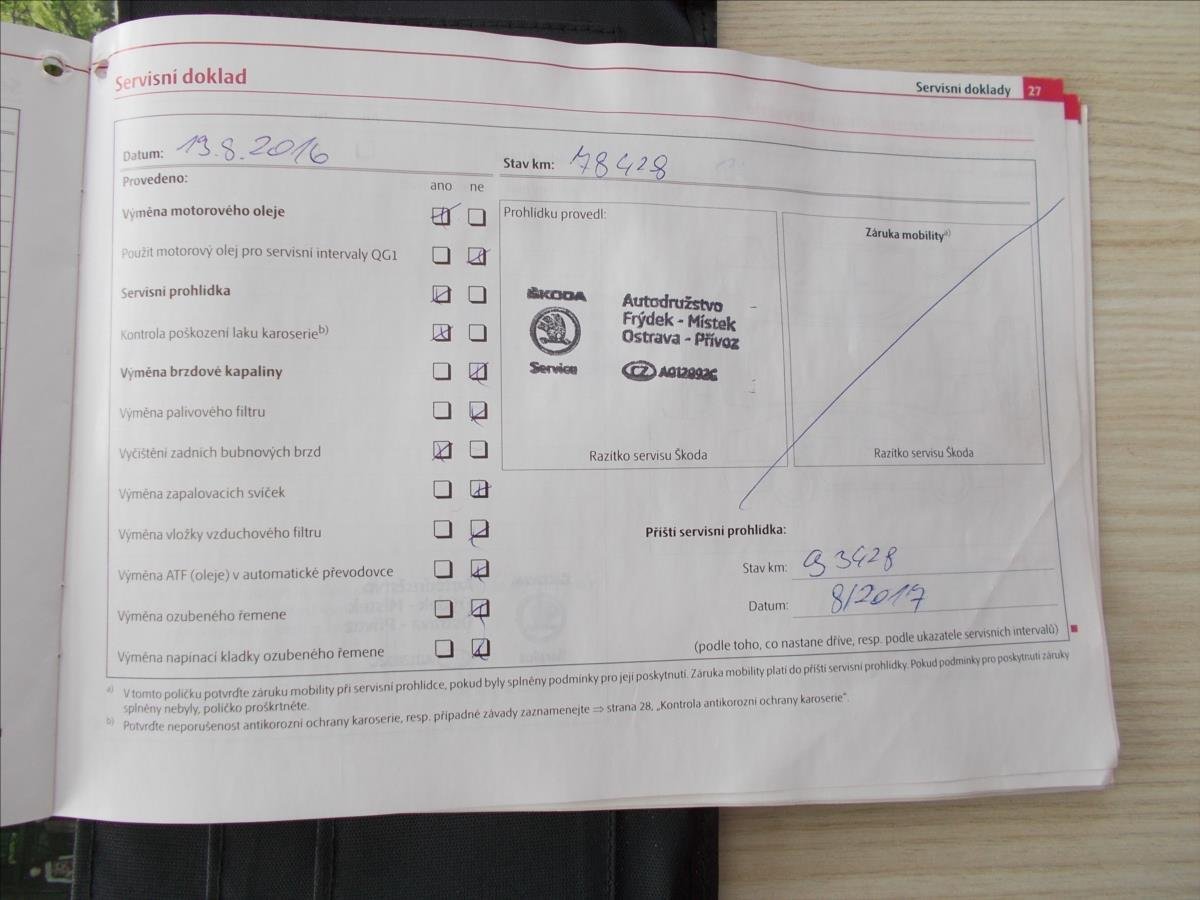 Servisní doklad
Servisní doklady 27
Datum: 19.8.2016
Stav km: 78428
Provedeno:
ano ne
Výměna motorového oleje
Použit motorový olej pro servisní intervaly QG1
Servisní prohlídka
Kontrola poškození laku karoserie b)
Výměna brzdové kapaliny
Výměna palivového filtru
Vyčištění zadních bubnových brzd
Výměna zapalovacích svíček
Výměna vložky vzduchového filtru
Výměna ATF (oleje) v automatické převodovce
Výměna ozubeného řemene
Výměna napínací kladky ozubeného řemene
Prohlídku provedl:
ŠKODA
Service
Autodružstvo
Frýdek - Místek
Ostrava - Přívoz
CZ
Razítko servisu Škoda
Záruka mobility a)
Razítko servisu Škoda
Příští servisní prohlídka:
Stav km: 93428
Datum: 8/2017
(podle toho, co nastane dříve, resp. podle ukazatele servisních intervalů)
a) V tomto políčku potvrďte záruku mobility při servisní prohlídce, pokud byly splněny podmínky pro její poskytnutí. Záruka mobility platí do příští servisní prohlídky. Pokud podmínky pro poskytnutí záruky
splněny nebyly, políčko proškrtněte.
b) Potvrďte neporušenost antikorozní ochrany karoserie, resp. případné závady zaznamenejte ⇒ strana 28, „Kontrola antikorozní ochrany karoserie“.